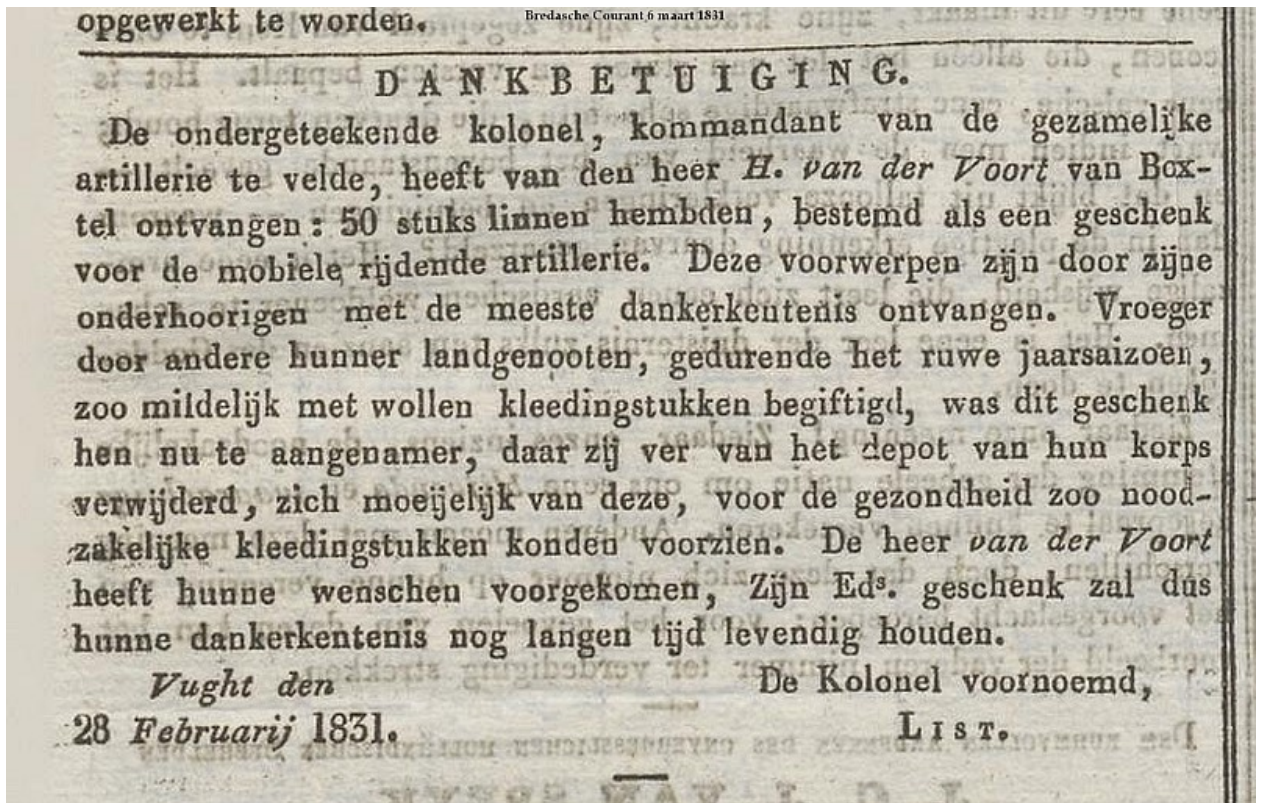 Bredasche Courant 6 maart 1831
opgewerkt te worden.
DANKBETUIGING.
De ondergeteekende kolonel, kommandant van de gezamelijke
artillerie te velde, heeft van den heer H. van der Voort van Box-
tel ontvangen: 50 stuks linnen hembden, bestemd als een geschenk
voor de mobiele rijdende artillerie. Deze voorwerpen zijn door zijne
onderhoorigen met de meeste dankerkentenis ontvangen. Vroeger
door andere hunner landgenooten, gedurende het ruwe jaarsaizoen,
zoo mildelijk met wollen kleedingstukken begiftigd, was dit geschenk
hen nu te aangenamer, daar zij ver van het depot van hun korps
verwijderd, zich moeijelijk van deze, voor de gezondheid zoo nood-
zakelijke kleedingstukken konden voorzien. De heer van der Voort
heeft hunne wenschen voorgekomen, Zijn Eds. geschenk zal dus
hunne dankerkentenis nog langen tijd levendig houden.
Vught den De Kolonel voornoemd,
28 Februarij 1831. LIST.